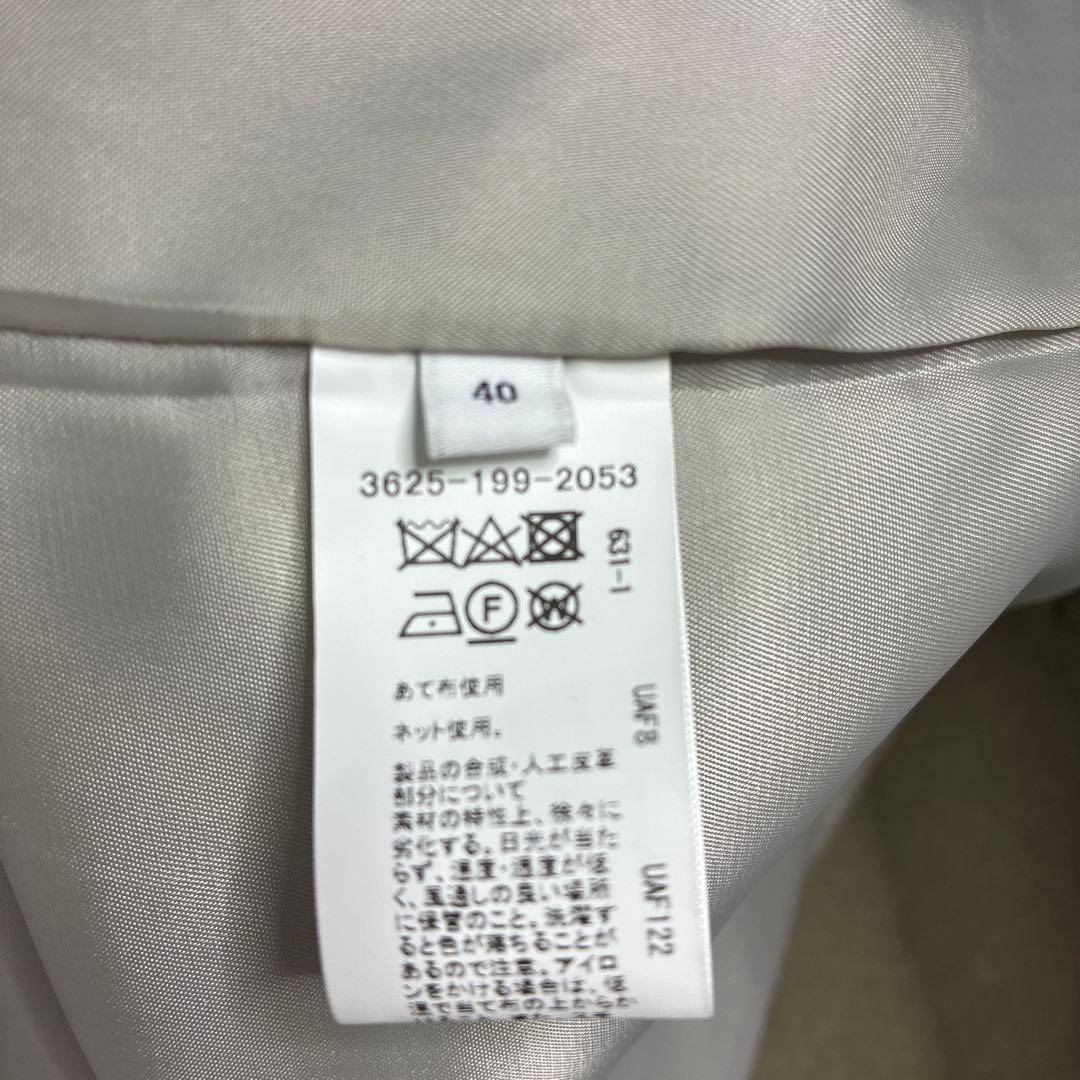 40
3625-199-2053
631-1
F
W
あて布使用
ネット使用。
UAF8
製品の合成・人工皮革
部分について
素材の特性上、徐々に
劣化する。日光が当た
らず、温度・湿度が低
く、風通しの良い場所
に保管のこと。洗濯す
ると色が落ちることが
あるので注意。アイロ
ンをかける場合は、低
温で当て布の上からか
UAF122